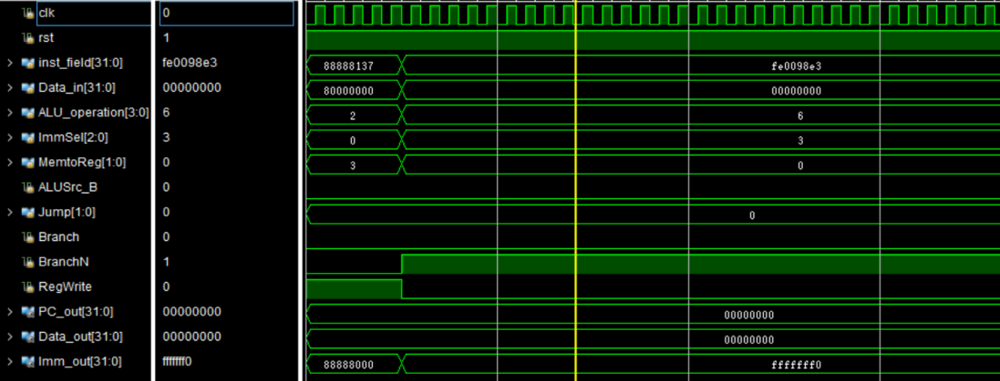 clk 0
rst 1
inst_field[31:0] fe0098e3 88888137 fe0098e3
Data_in[31:0] 00000000 80000000 00000000
ALU_operation[3:0] 6 2 6
ImmSel[2:0] 3 0 3
MemtoReg[1:0] 0 3 0
ALUSrc_B 0
Jump[1:0] 0 0
Branch 0
BranchN 1
RegWrite 0
PC_out[31:0] 00000000 00000000
Data_out[31:0] 00000000 00000000
Imm_out[31:0] fffffff0 88888000 fffffff0